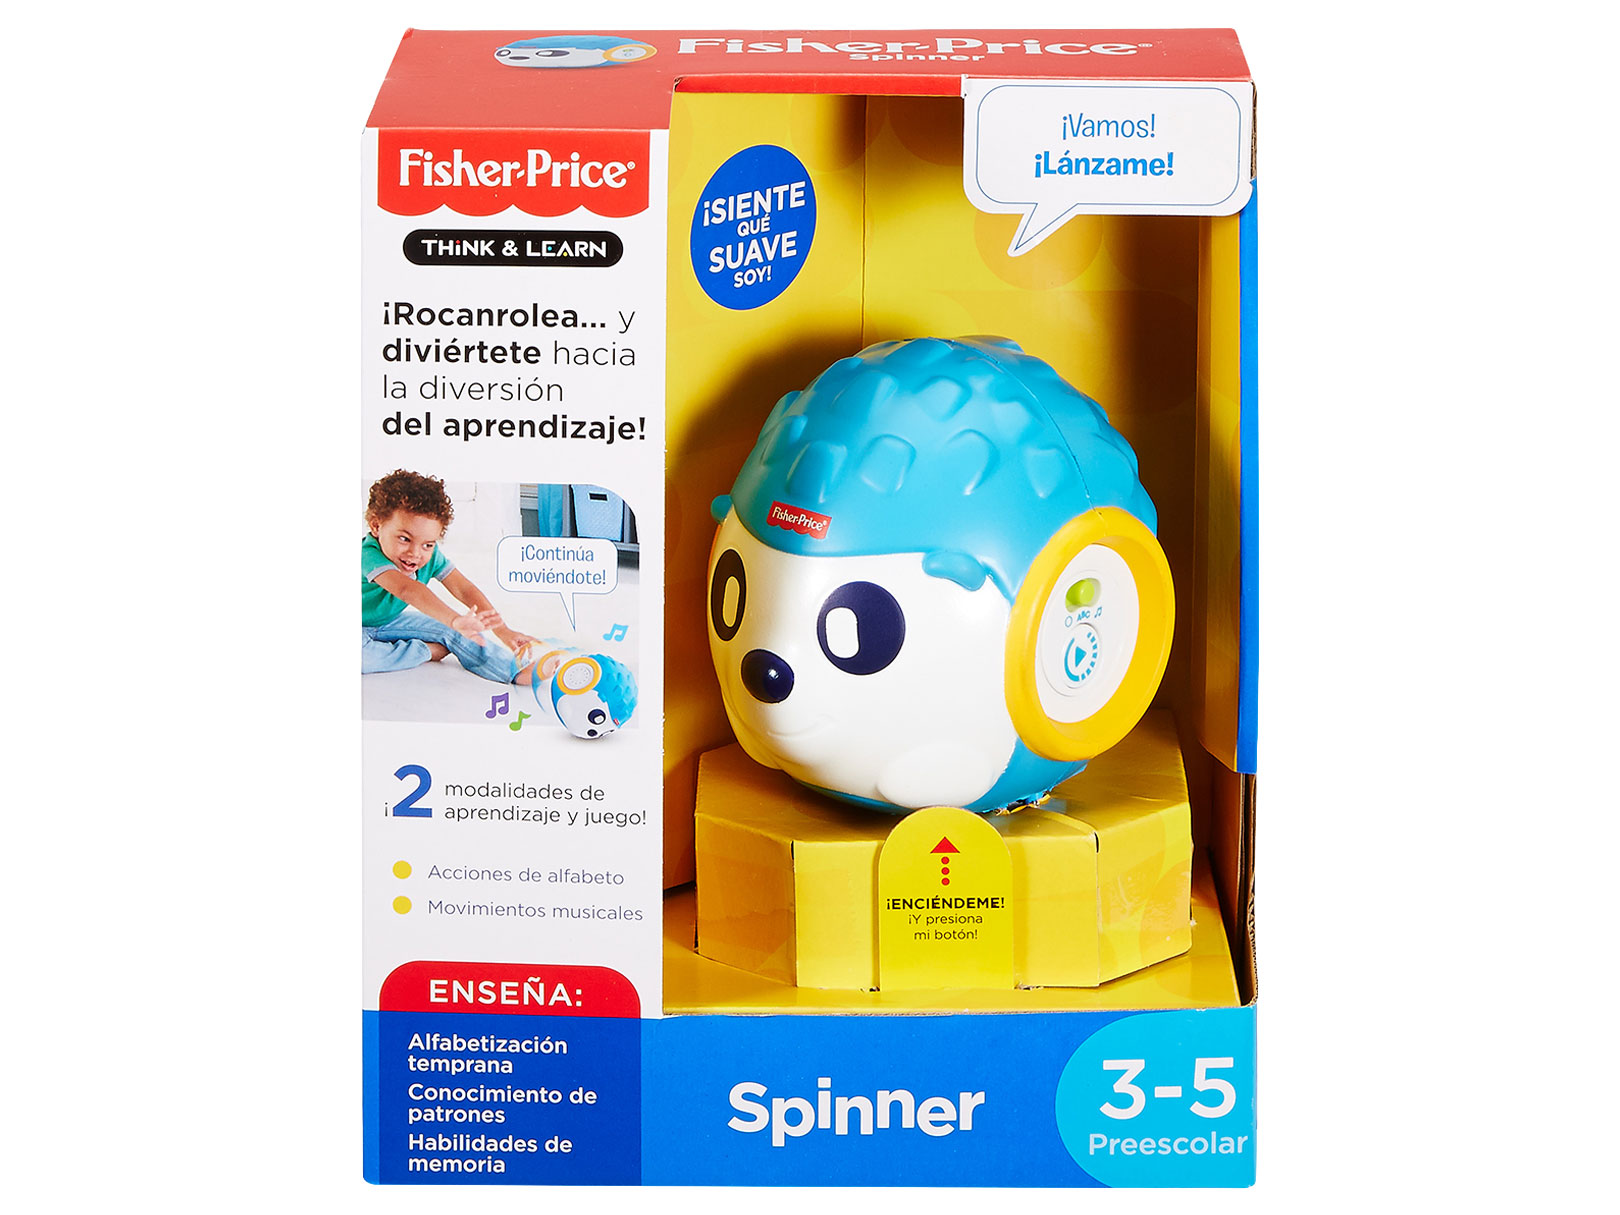 Fisher-Price®
Spinner
Fisher-Price®
THINK & LEARN
¡Rocanrolea... y
diviértete hacia
la diversión
del aprendizaje!
¡Continúa
moviéndote!
¡2 modalidades de
aprendizaje y juego!
Acciones de alfabeto
Movimientos musicales
ENSEÑA:
Alfabetización
temprana
Conocimiento de
patrones
Habilidades de
memoria
¡SIENTE
QUÉ
SUAVE
SOY!
¡Vamos!
¡Lánzame!
Fisher-Price®
ABC
¡ENCIÉNDEME!
¡Y presiona
mi botón!
Spinner
3-5
Preescolar